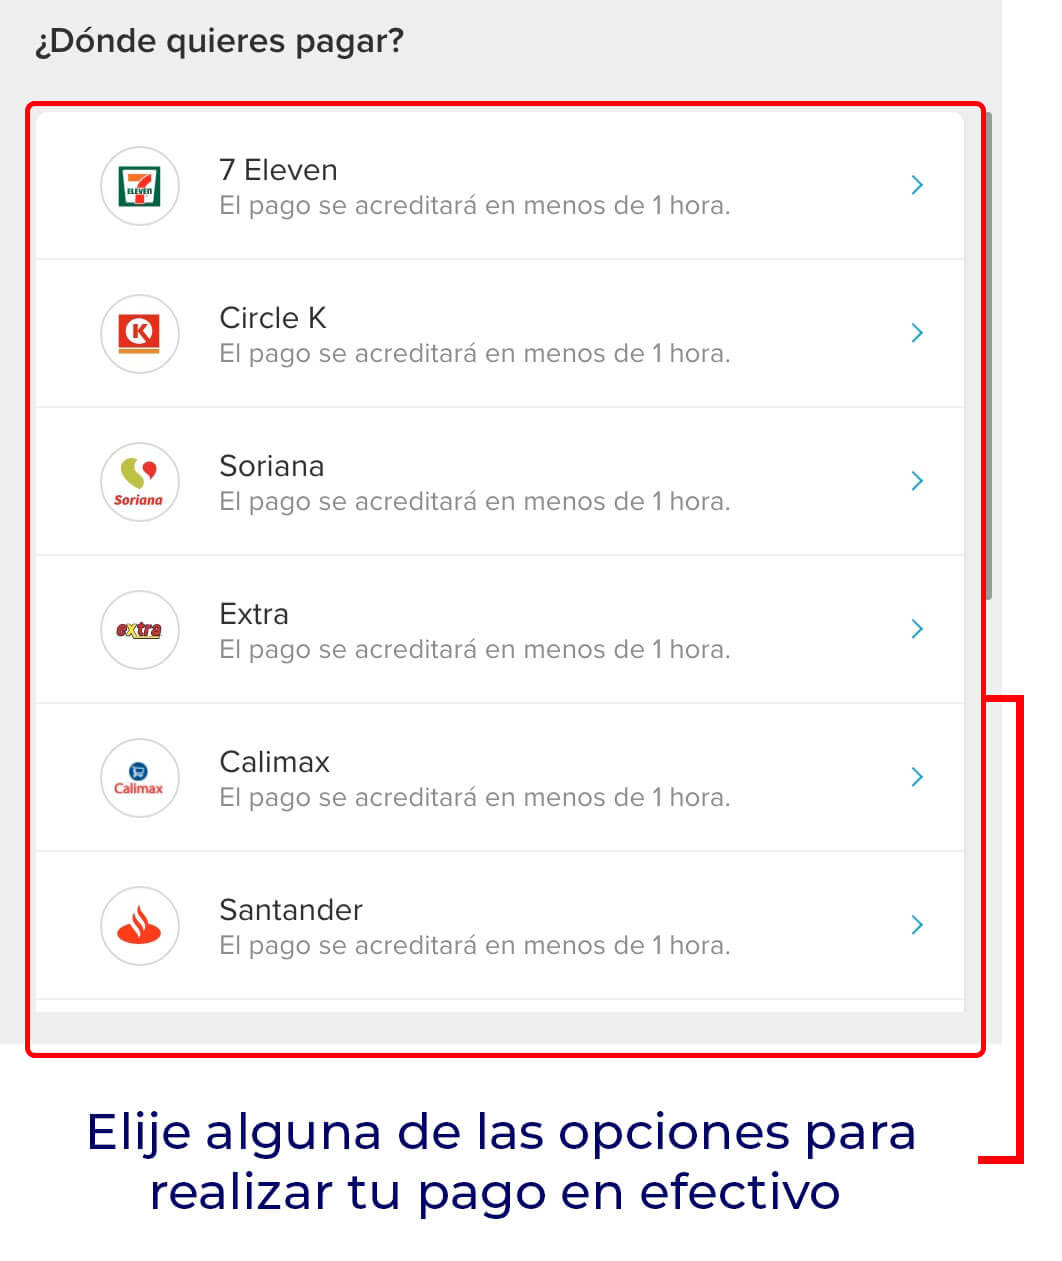 ¿Dónde quieres pagar?
7 Eleven
El pago se acreditará en menos de 1 hora.
ELEVEN
Circle K
El pago se acreditará en menos de 1 hora.
K
Soriana
El pago se acreditará en menos de 1 hora.
Soriana
Extra
El pago se acreditará en menos de 1 hora.
extra
Calimax
El pago se acreditará en menos de 1 hora.
Calimax
Santander
El pago se acreditará en menos de 1 hora.
Elije alguna de las opciones para
realizar tu pago en efectivo